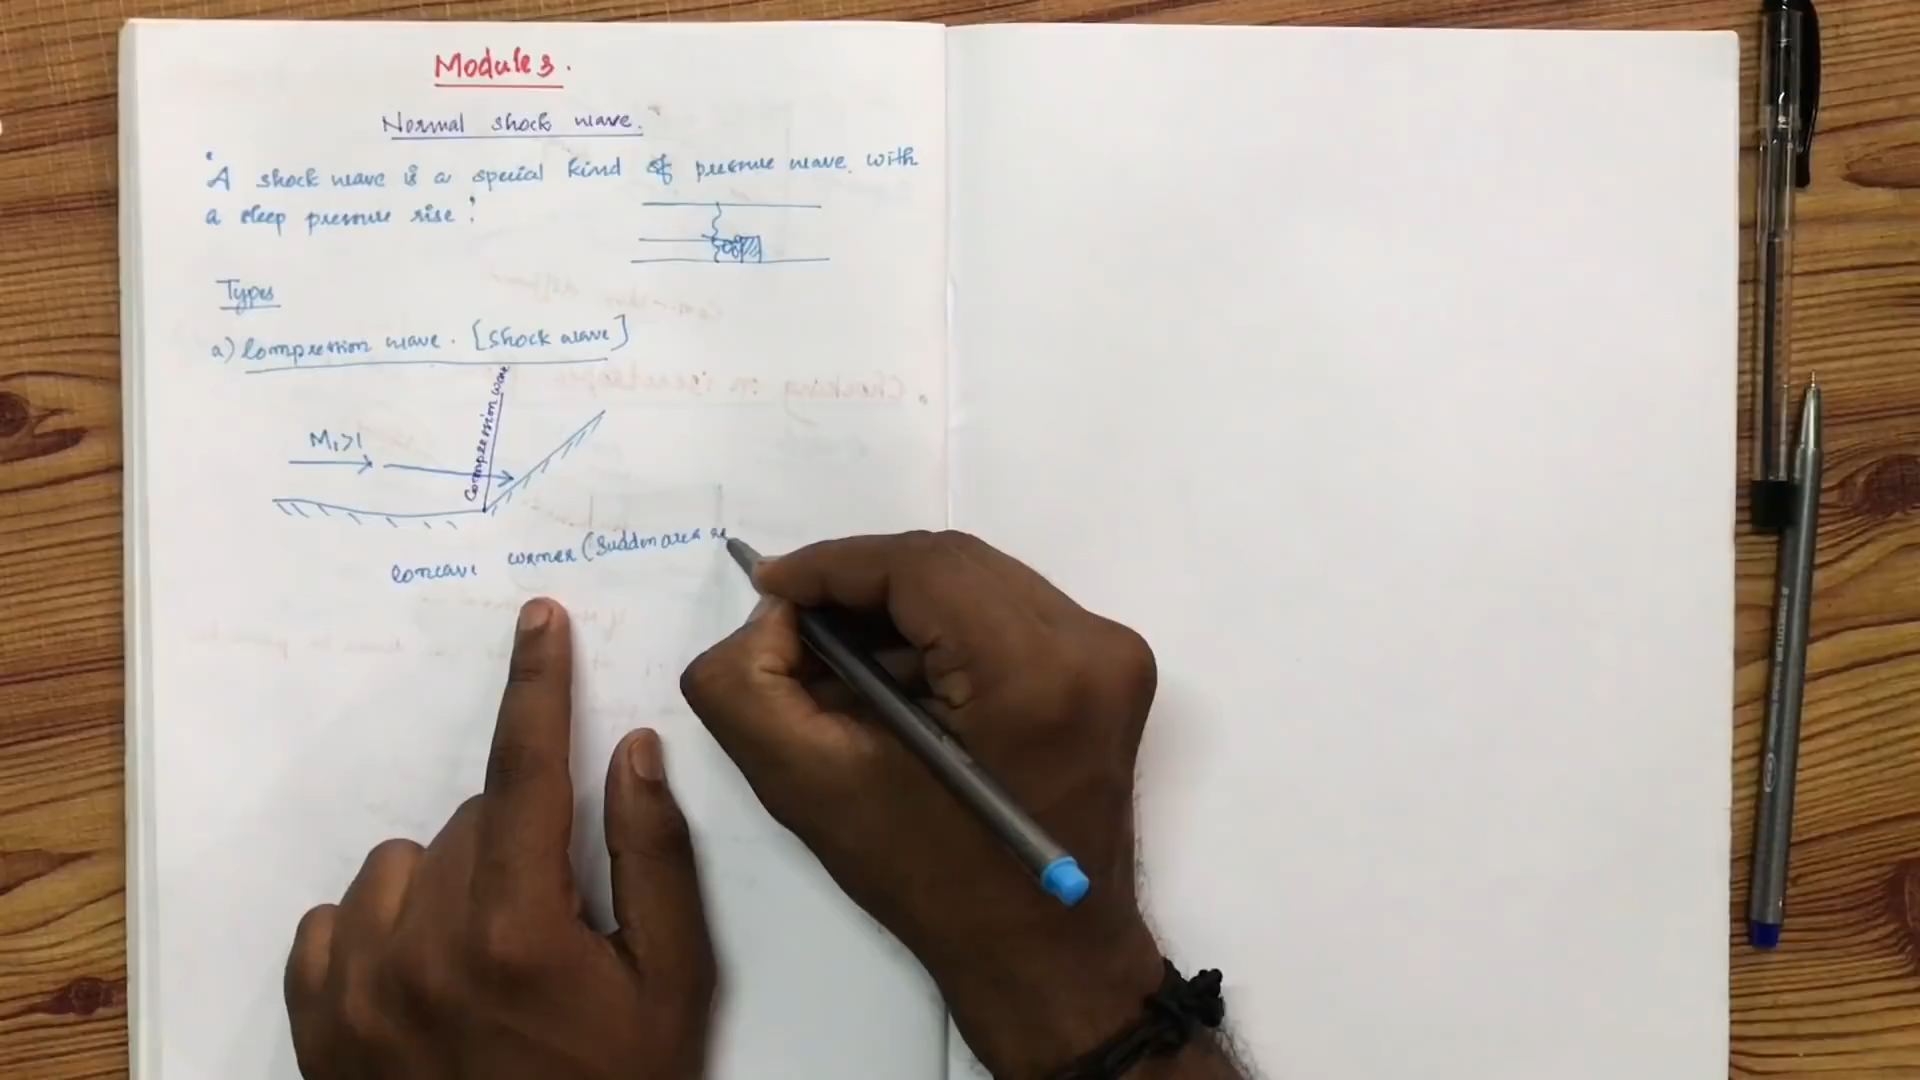 Module 3.
Normal shock wave.
"A shock wave is a special kind of pressure wave with
a steep pressure rise"
Types
a) Compression wave. [shock wave]
Compression wave
M₁>1
concave corner (Sudden area re